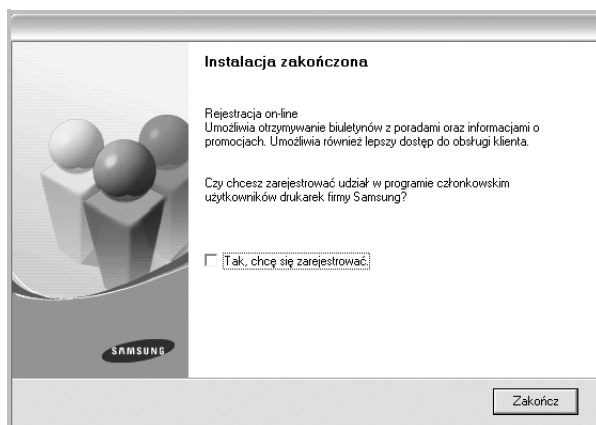 Instalacja zakończona
Rejestracja on-line
Umożliwia otrzymywanie biuletynów z poradami oraz informacjami o
promocjach. Umożliwia również lepszy dostęp do obsługi klienta.
Czy chcesz zarejestrować udział w programie członkowskim
użytkowników drukarek firmy Samsung?
Tak, chcę się zarejestrować.
SAMSUNG
Zakończ